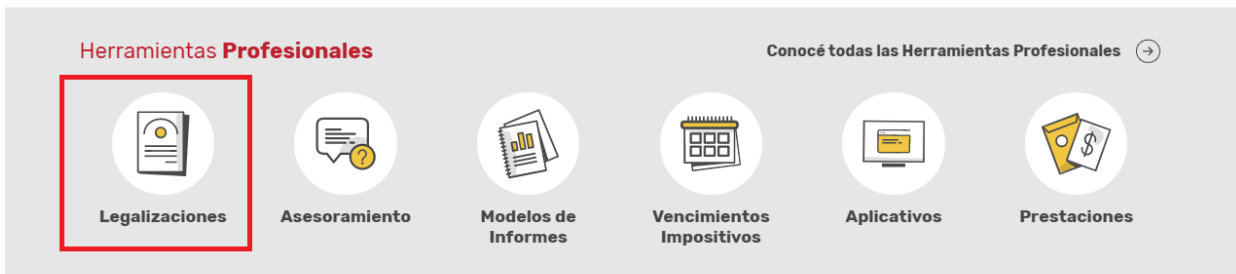 Herramientas Profesionales
Conocé todas las Herramientas Profesionales
Legalizaciones
Asesoramiento
Modelos de
Informes
Vencimientos
Impositivos
Aplicativos
Prestaciones